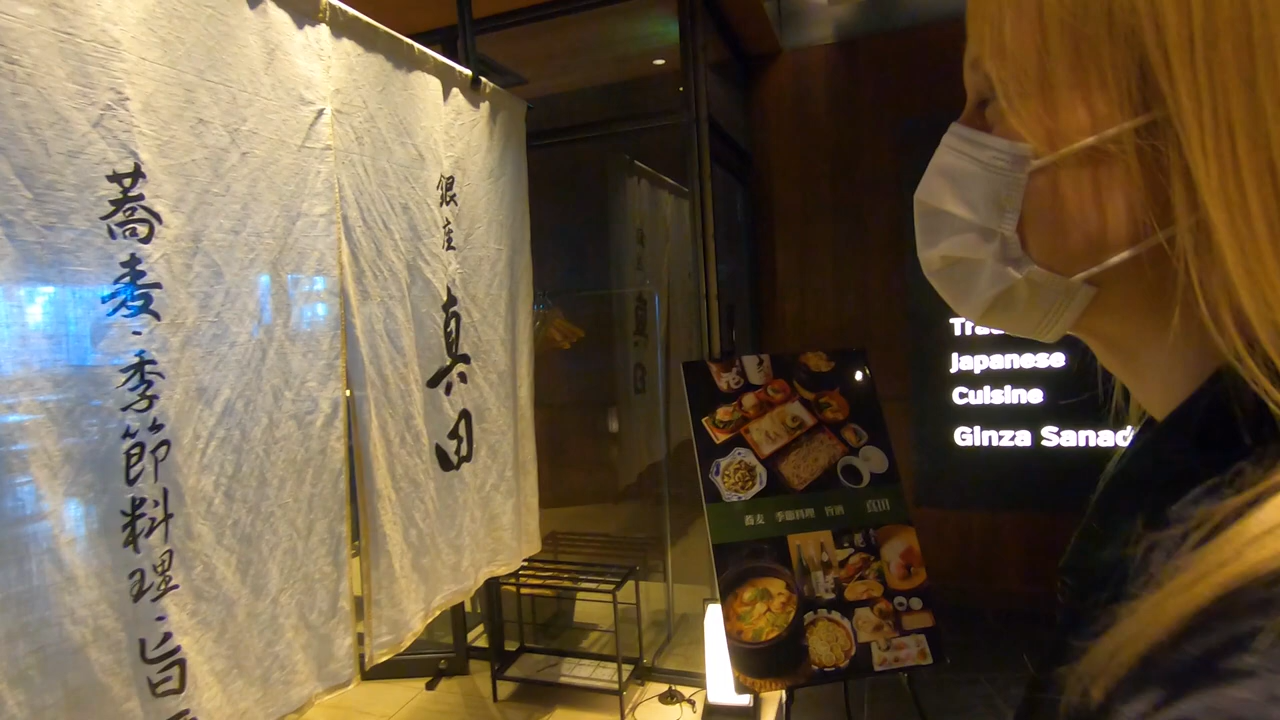 蕎麦・季節料理・旨
銀座 真田
蕎麦 季節料理 旨酒 真田
Japanese
Cuisine
Ginza